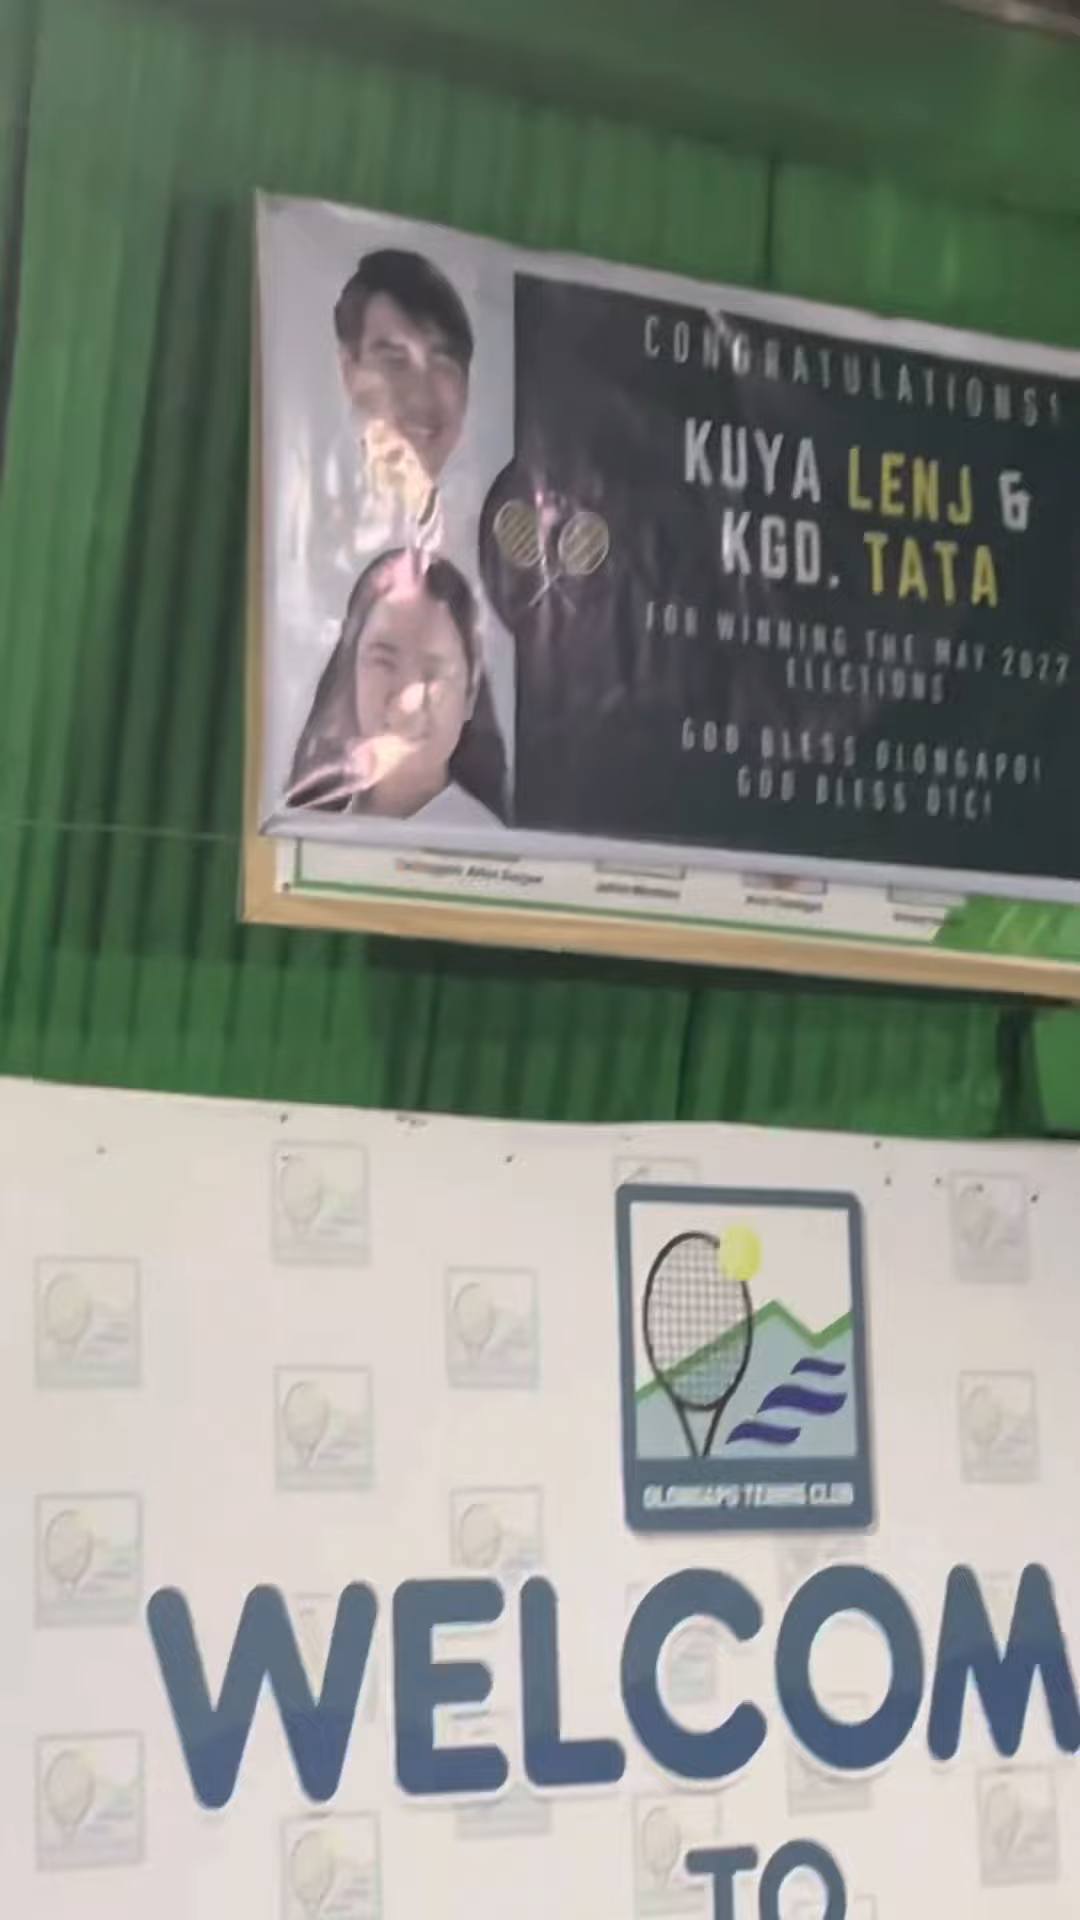 CONGRATULATIONS!
KUYA LENJ &
KGD. TATA
FOR WINNING THE MAY 2022
ELECTIONS
GOD BLESS OLONGAPO!
GOD BLESS OTC!
OLONGAPO TENNIS CLUB
WELCOM
TO